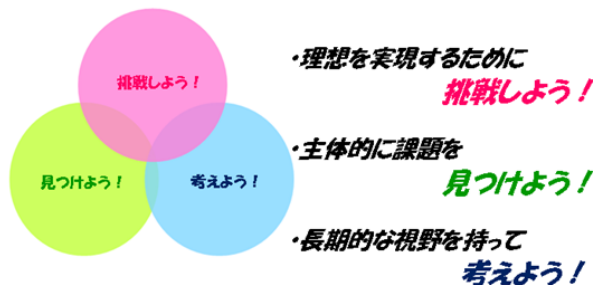 挑戦しよう！
見つけよう！
考えよう！
・理想を実現するために
挑戦しよう！
・主体的に課題を
見つけよう！
・長期的な視野を持って
考えよう！